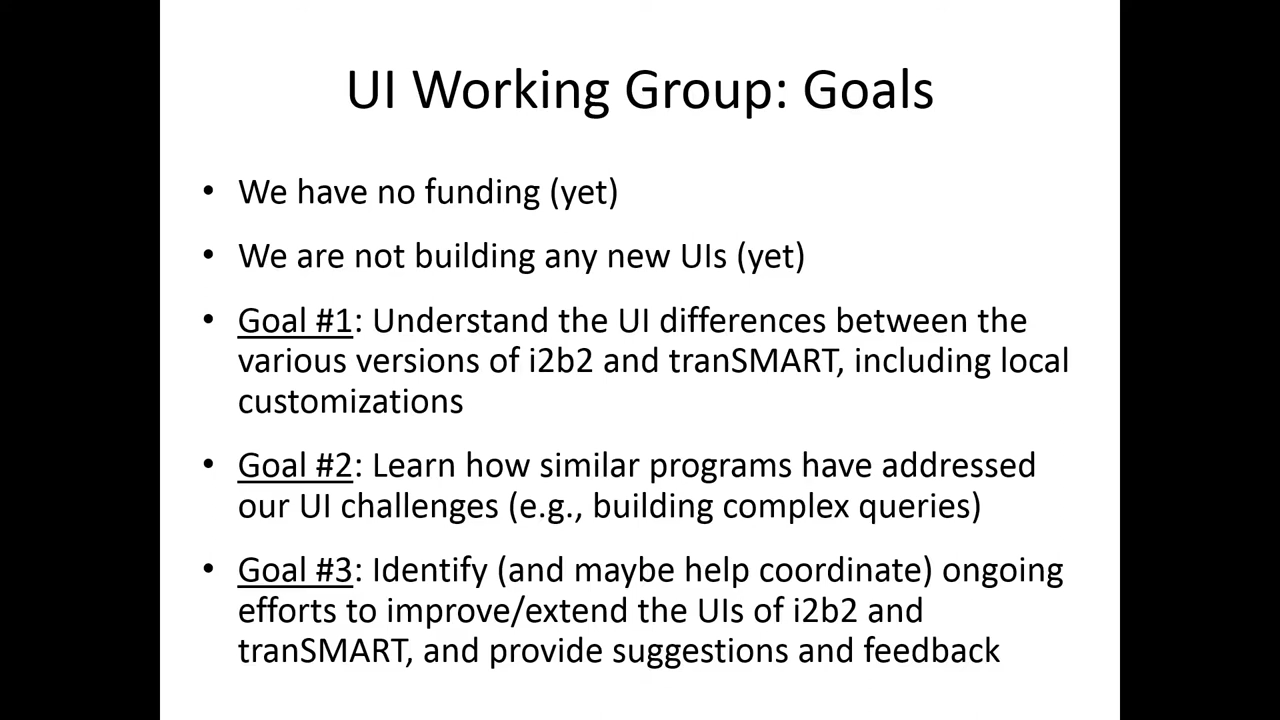 UI Working Group: Goals
• We have no funding (yet)
• We are not building any new UIs (yet)
• Goal #1: Understand the UI differences between the
various versions of i2b2 and tranSMART, including local
customizations
• Goal #2: Learn how similar programs have addressed
our UI challenges (e.g., building complex queries)
• Goal #3: Identify (and maybe help coordinate) ongoing
efforts to improve/extend the UIs of i2b2 and
tranSMART, and provide suggestions and feedback